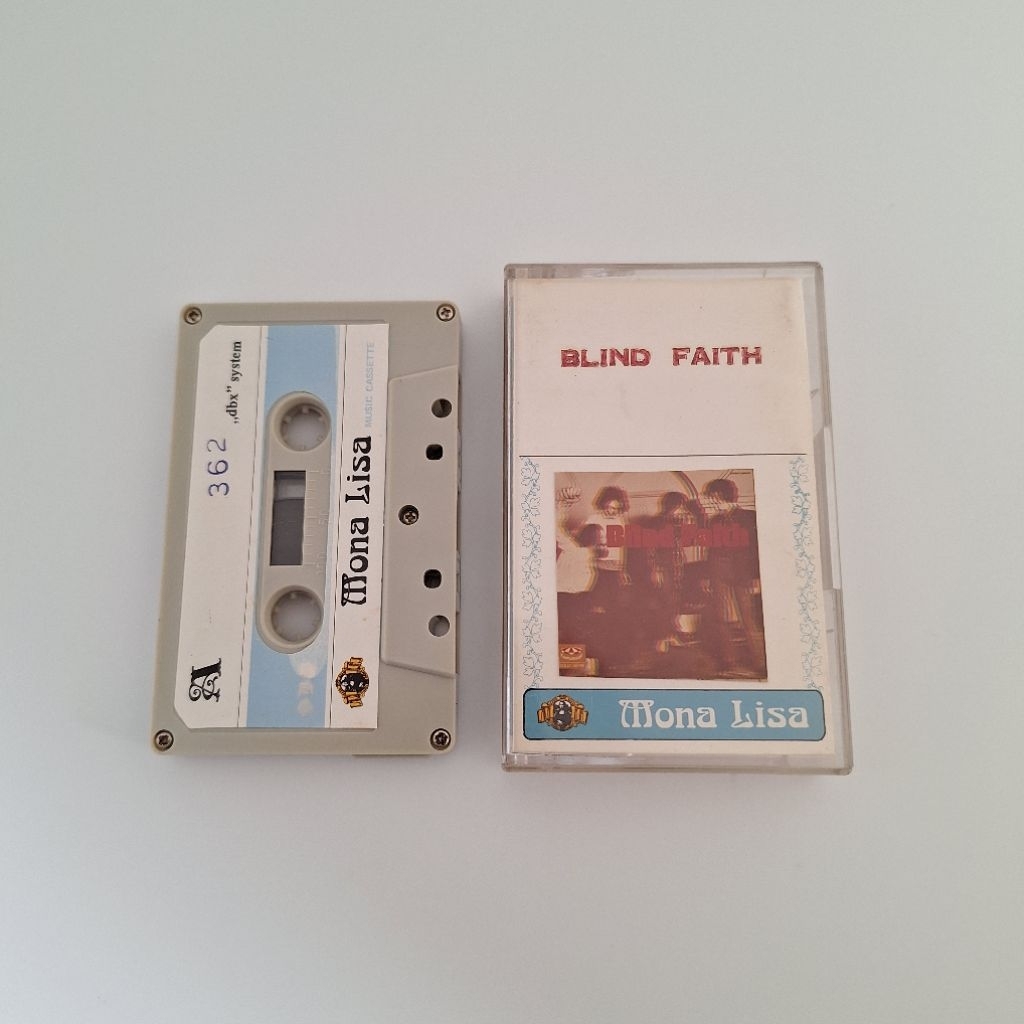 A
362
„dbx” system
Mona Lisa
MUSIC CASSETTE
BLIND FAITH
Blind Faith
Mona Lisa